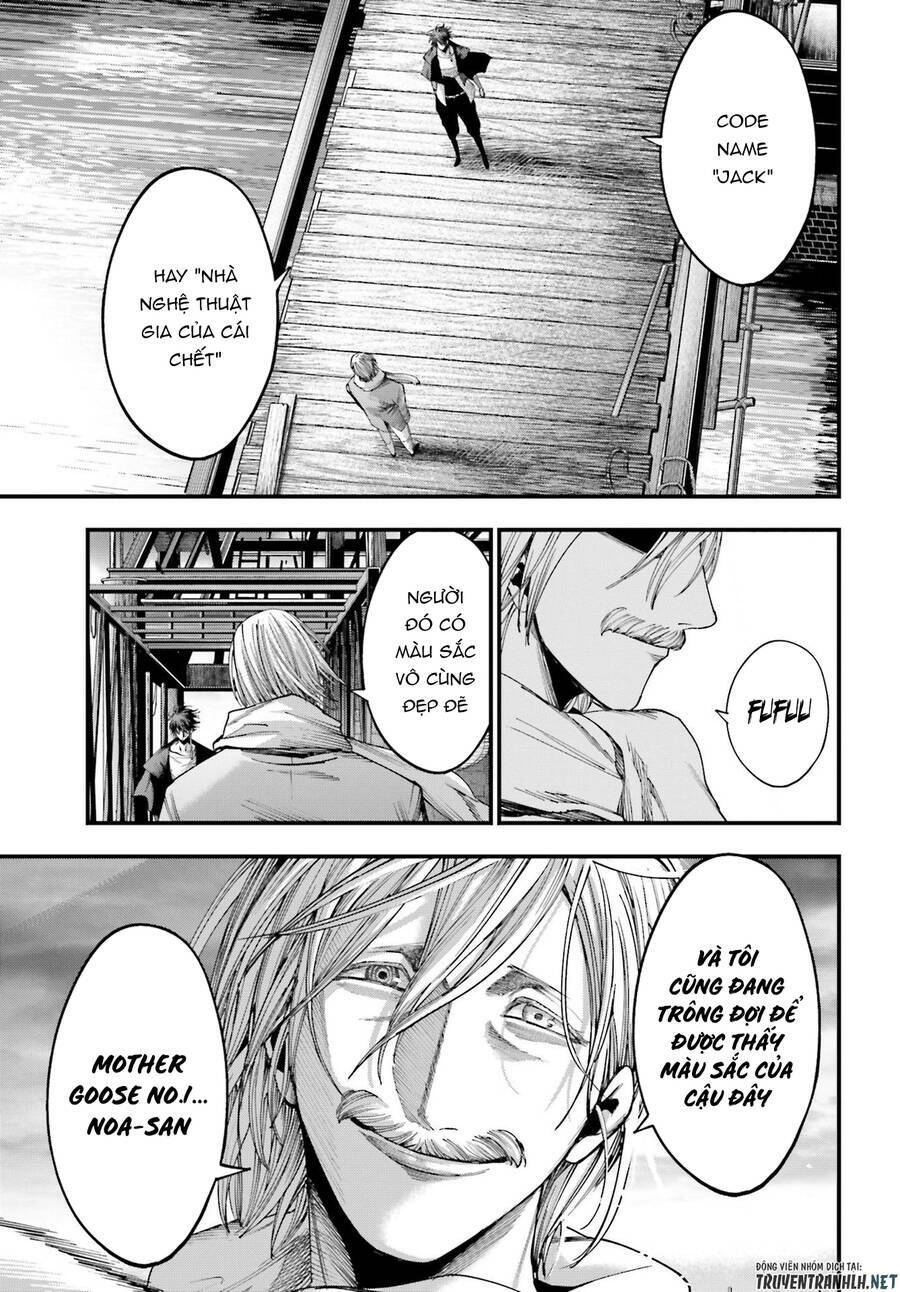 CODE
NAME
"JACK"
HAY "NHÀ
NGHỆ THUẬT
GIA CỦA CÁI
CHẾT"
FUFUU
NGƯỜI
ĐÓ CÓ
MÀU SẮC
VÔ CÙNG
ĐẸP ĐẼ
VÀ TÔI
CŨNG ĐANG
TRÔNG ĐỢI ĐỂ
ĐƯỢC THẤY
MÀU SẮC CỦA
CẬU ĐÂY
MOTHER
GOOSE NO.1...
NOA-SAN
ĐỘNG VIÊN NHÓM DỊCH TẠI:
TRUYENTRANHLH.NET